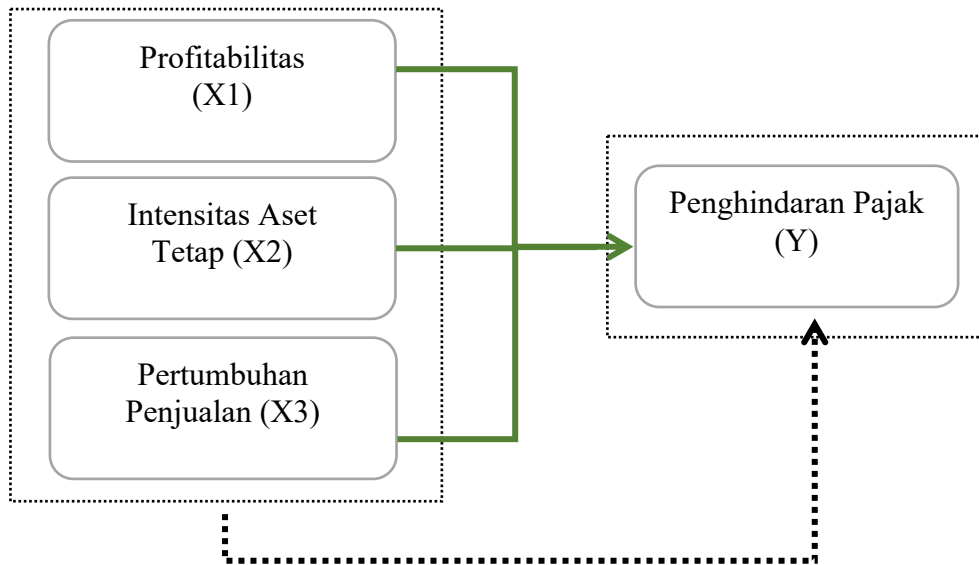 Profitabilitas
(X1)
Intensitas Aset
Tetap (X2)
Pertumbuhan
Penjualan (X3)
Penghindaran Pajak
(Y)